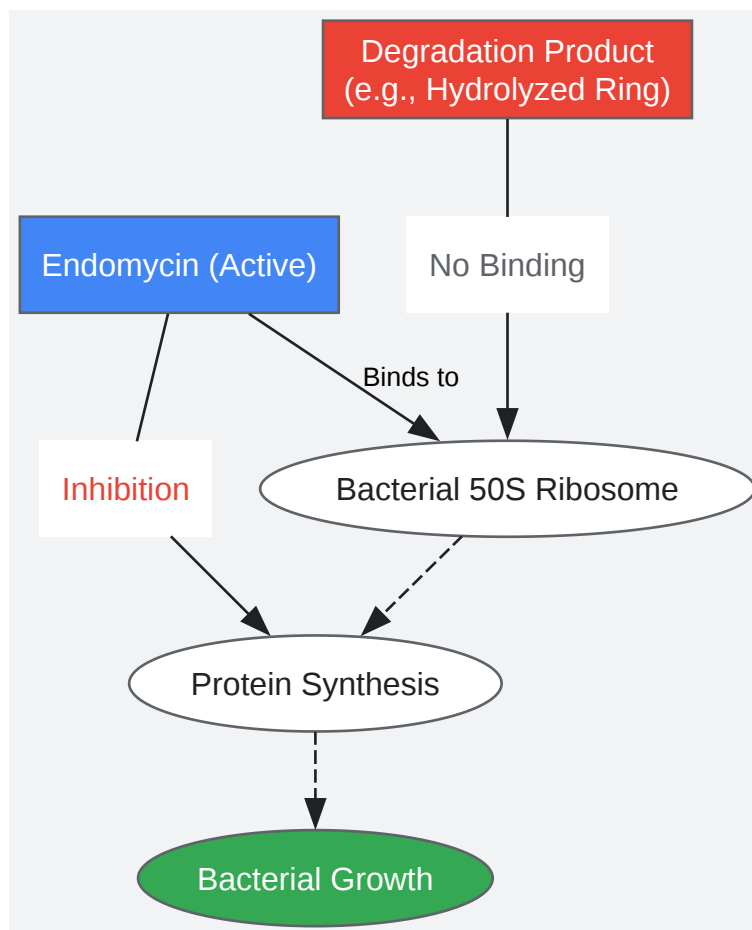 Degradation Product
(e.g., Hydrolyzed Ring)
Endomycin (Active)
No Binding
Binds to
Inhibition
Bacterial 50S Ribosome
Protein Synthesis
Bacterial Growth